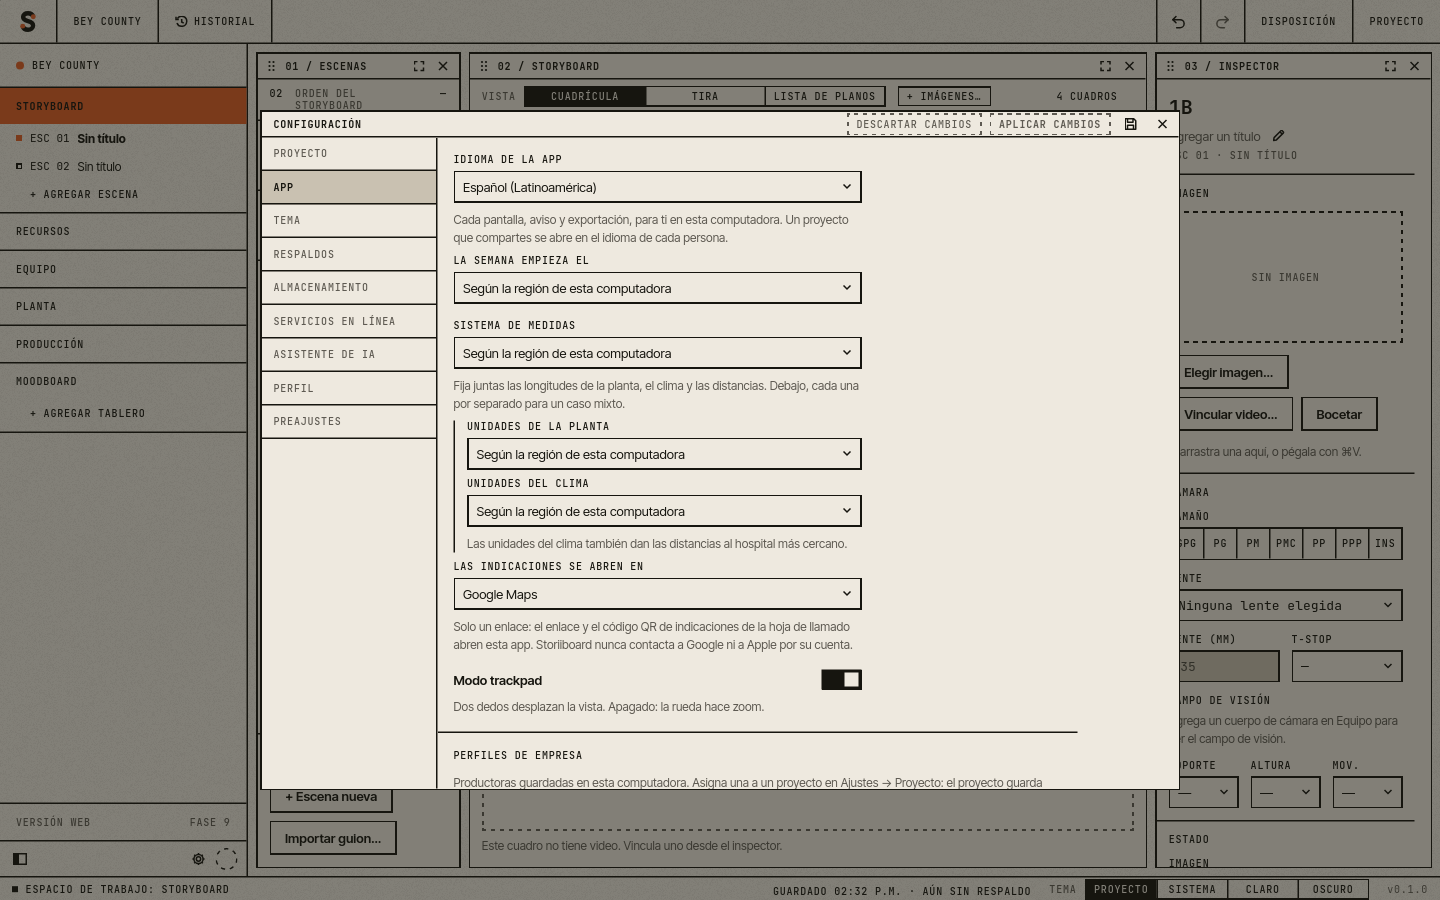 S
BEY COUNTY
HISTORIAL
DISPOSICIÓN
PROYECTO
BEY COUNTY
STORYBOARD
ESC 01 Sin título
ESC 02 Sin título
+ AGREGAR ESCENA
RECURSOS
EQUIPO
PLANTA
PRODUCCIÓN
MOODBOARD
+ AGREGAR TABLERO
VERSIÓN WEB
FASE 9
01 / ESCENAS
02 ORDEN DEL STORYBOARD —
02 / STORYBOARD
VISTA
CUADRÍCULA
TIRA
LISTA DE PLANOS
+ IMÁGENES…
4 CUADROS
03 / INSPECTOR
CONFIGURACIÓN
DESCARTAR CAMBIOS
APLICAR CAMBIOS
PROYECTO
APP
TEMA
RESPALDOS
ALMACENAMIENTO
SERVICIOS EN LÍNEA
ASISTENTE DE IA
PERFIL
PREAJUSTES
IDIOMA DE LA APP
Español (Latinoamérica)
Cada pantalla, aviso y exportación, para ti en esta computadora. Un proyecto
que compartes se abre en el idioma de cada persona.
LA SEMANA EMPIEZA EL
Según la región de esta computadora
SISTEMA DE MEDIDAS
Según la región de esta computadora
Fija juntas las longitudes de la planta, el clima y las distancias. Debajo, cada una
por separado para un caso mixto.
UNIDADES DE LA PLANTA
Según la región de esta computadora
UNIDADES DEL CLIMA
Según la región de esta computadora
Las unidades del clima también dan las distancias al hospital más cercano.
LAS INDICACIONES SE ABREN EN
Google Maps
Solo un enlace: el enlace y el código QR de indicaciones de la hoja de llamado
abren esta app. Storiiboard nunca contacta a Google ni a Apple por su cuenta.
Modo trackpad
Dos dedos desplazan la vista. Apagado: la rueda hace zoom.
PERFILES DE EMPRESA
Productoras guardadas en esta computadora. Asigna una a un proyecto en Ajustes → Proyecto: el proyecto guarda
+ Escena nueva
Importar guion…
Este cuadro no tiene video. Vincula uno desde el inspector.
1B
gregar un título
SC 01 · SIN TÍTULO
AGEN
SIN IMAGEN
Elegir imagen…
Vincular video…
Bocetar
arrastra una aquí, o pégala con ⌘V.
MARA
MAÑO
GPG
PG
PM
PMC
PP
PPP
INS
ENTE
Ninguna lente elegida
ENTE (MM)
T-STOP
35
—
MPO DE VISIÓN
grega un cuerpo de cámara en Equipo para
r el campo de visión.
OPORTE
ALTURA
MOV.
—
—
—
ESTADO
IMAGEN
ESPACIO DE TRABAJO: STORYBOARD
GUARDADO 02:32 P.M. · AÚN SIN RESPALDO
TEMA
PROYECTO
SISTEMA
CLARO
OSCURO
v0.1.0